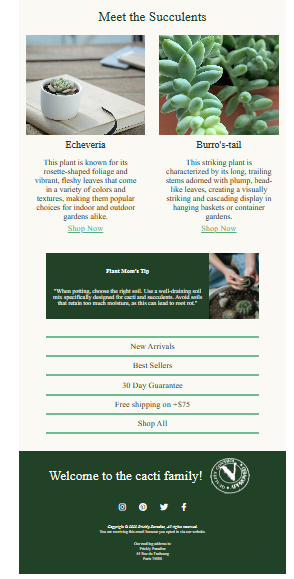 Meet the Succulents
Echeveria
This plant is known for its
rosette-shaped foliage and
vibrant, fleshy leaves that come
in a variety of colors and
textures, making them popular
choices for indoor and outdoor
gardens alike.
Shop Now
Burro's-tail
This striking plant is
characterized by its long, trailing
stems adorned with plump, bead-
like leaves, creating a visually
striking and cascading display in
hanging baskets or container
gardens.
Shop Now
Plant Mom's Tip
"When potting, choose the right soil. Use a well-draining soil
mix specifically designed for cacti and succulents. Avoid soils
that retain too much moisture, as this can lead to root rot."
New Arrivals
Best Sellers
30 Day Guarantee
Free shipping on +$75
Shop All
Welcome to the cacti family!
V
Copyright © 2023 Prickly Paradise, All rights reserved.
You are receiving this email because you opted in via our website.
Our mailing address is:
Prickly Paradise
Paris 75008